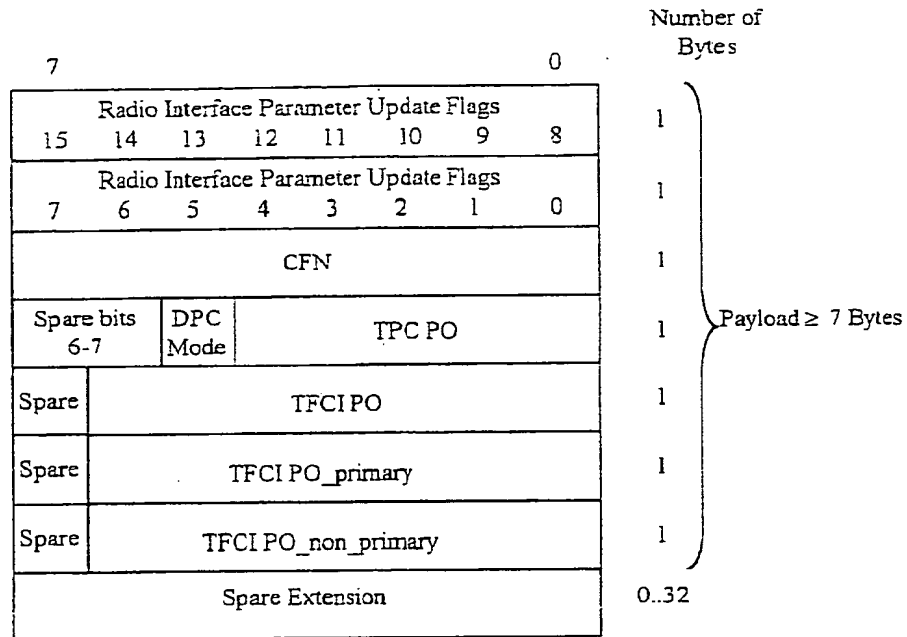 Number of
Bytes
7 0
Radio Interface Parameter Update Flags
15 14 13 12 11 10 9 8
1
Radio Interface Parameter Update Flags
7 6 5 4 3 2 1 0
1
CFN
1
Spare bits
6-7
DPC
Mode
TPC PO
1
Payload ≥ 7 Bytes
Spare
TFCI PO
1
Spare
TFCI PO_primary
1
Spare
TFCI PO_non_primary
1
Spare Extension
0..32